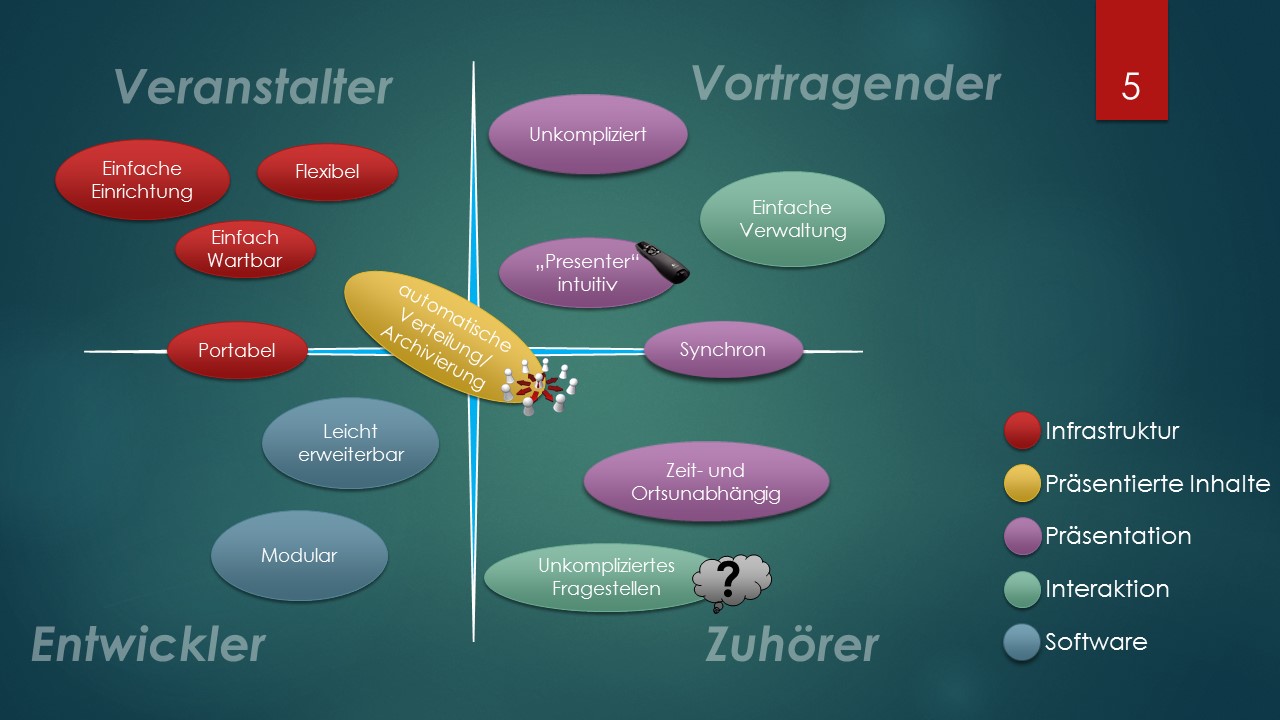 Veranstalter
Vortragender
5
Einfache
Einrichtung
Flexibel
Einfach
Wartbar
Unkompliziert
Einfache
Verwaltung
„Presenter“
intuitiv
automatische
Verteilung/
Archivierung
Portabel
Synchron
Leicht
erweiterbar
Modular
Zeit- und
Ortsunabhängig
Unkompliziertes
Fragestellen
?
Entwickler
Zuhörer
Infrastruktur
Präsentierte Inhalte
Präsentation
Interaktion
Software